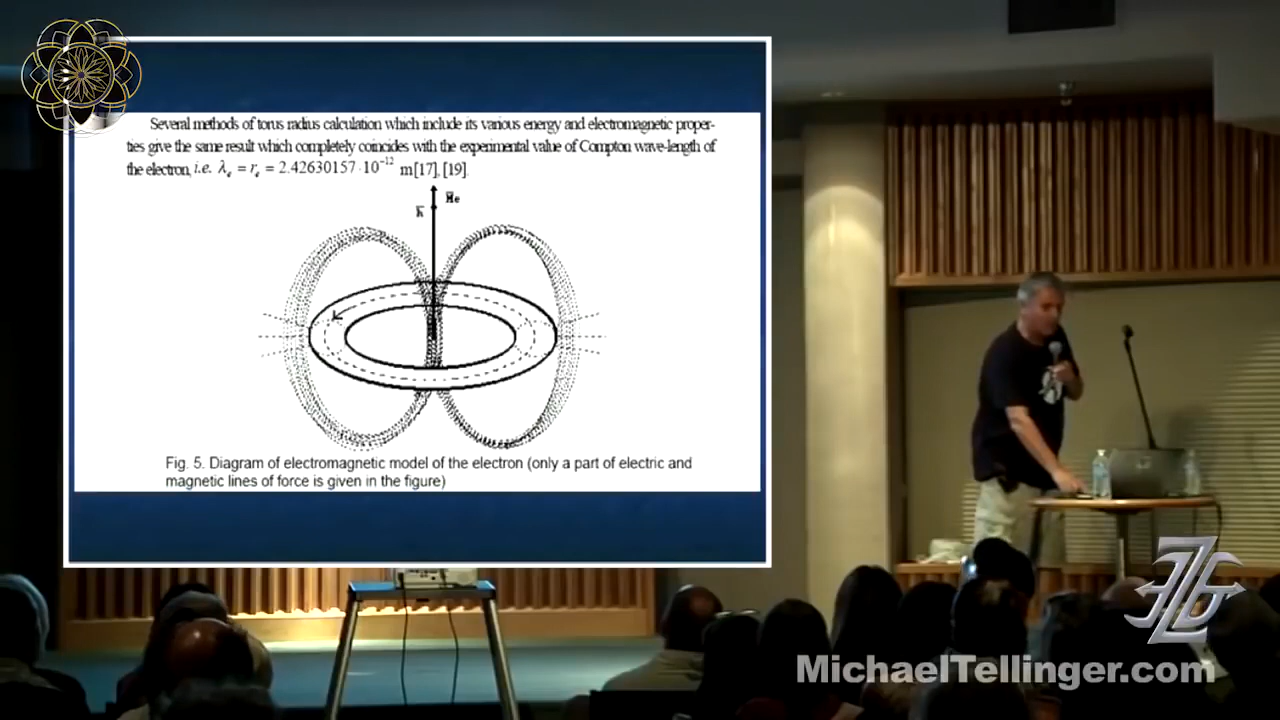 Several methods of torus radius calculation which include its various energy and electromagnetic proper-
ties give the same result which completely coincides with the experimental value of Compton wave-length of
the electron, i.e. λₑ = rₑ = 2.42630157·10⁻¹² m[17], [19].
Fig. 5. Diagram of electromagnetic model of the electron (only a part of electric and
magnetic lines of force is given in the figure)
MichaelTellinger.com